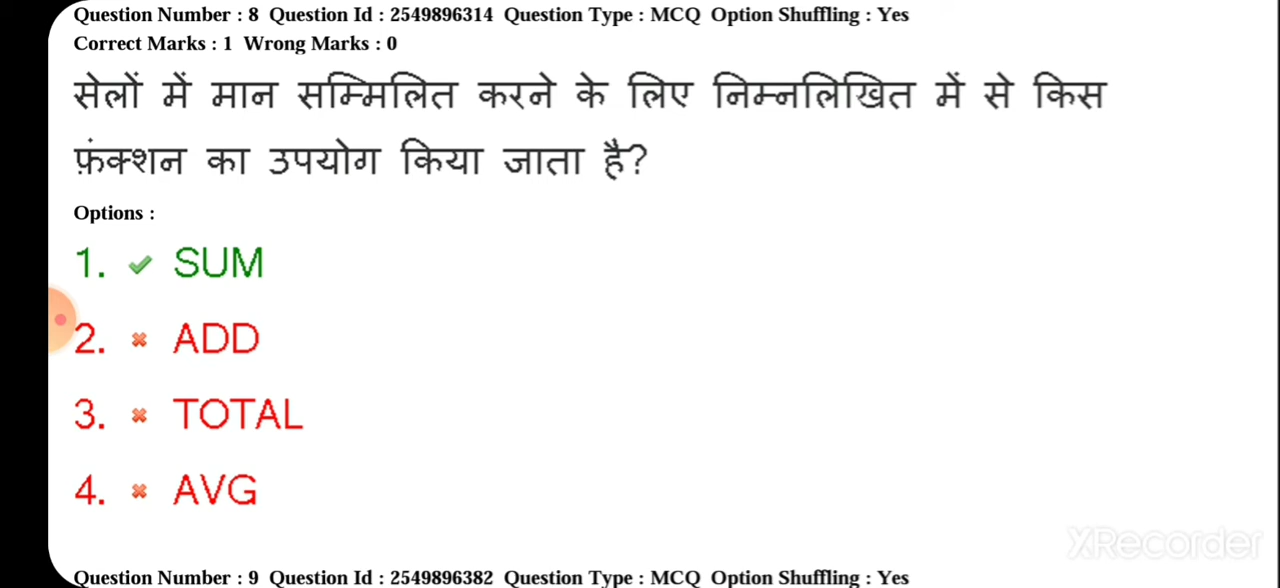 Question Number : 8 Question Id : 2549896314 Question Type : MCQ Option Shuffling : Yes
Correct Marks : 1 Wrong Marks : 0
सेलों में मान सम्मिलित करने के लिए निम्नलिखित में से किस
फ़ंक्शन का उपयोग किया जाता है?
Options :
1. ✔ SUM
2. ✖ ADD
3. ✖ TOTAL
4. ✖ AVG
XRecorder
Question Number : 9 Question Id : 2549896382 Question Type : MCQ Option Shuffling : Yes